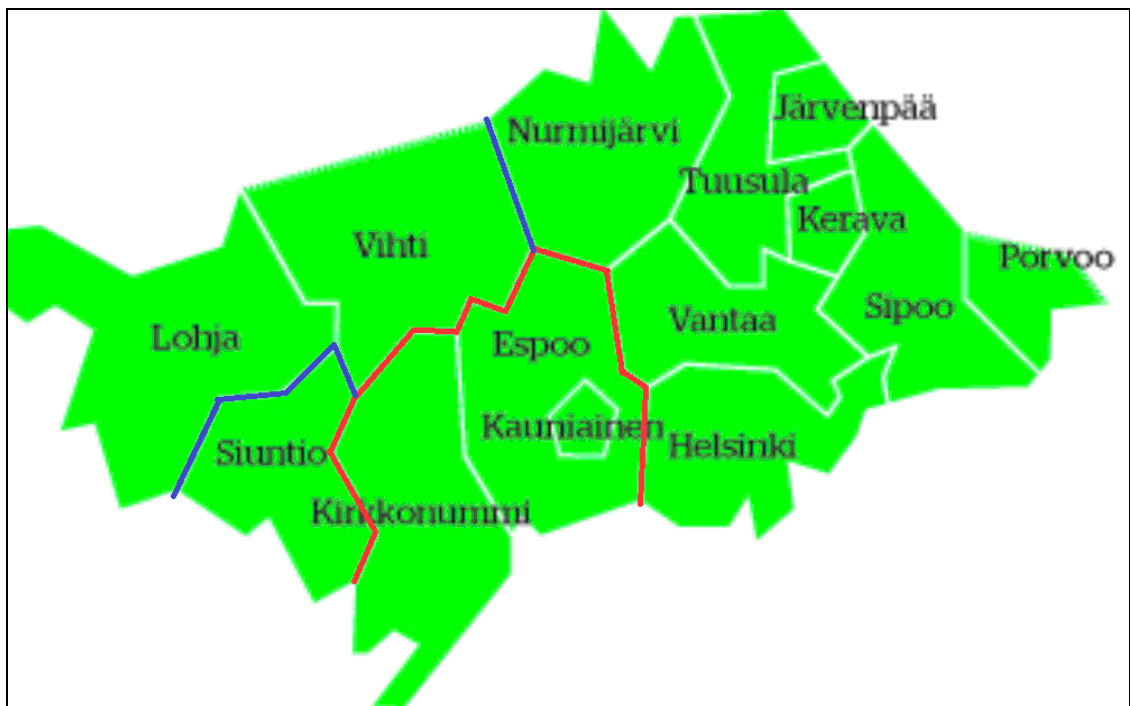 Järvenpää
Nurmijärvi
Tuusula
Kerava
Vihti
Porvoo
Sipoo
Vantaa
Lohja
Espoo
Kauniainen
Helsinki
Siuntio
Kirkkonummi